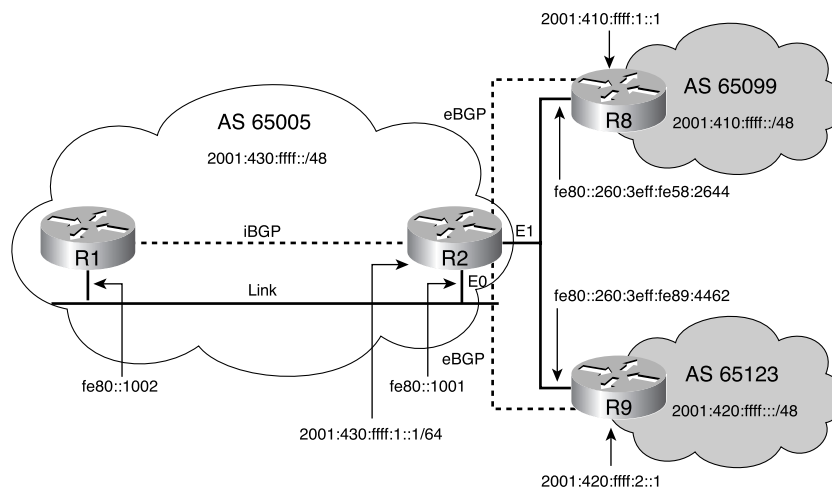 2001:410:ffff:1::1
AS 65099
eBGP
R8
2001:410:ffff::/48
AS 65005
2001:430:ffff::/48
fe80::260:3eff:fe58:2644
iBGP
E1
R1
R2
E0
Link
fe80::260:3eff:fe89:4462
eBGP
AS 65123
fe80::1002
fe80::1001
R9
2001:420:ffff:::/48
2001:430:ffff:1::1/64
2001:420:ffff:2::1